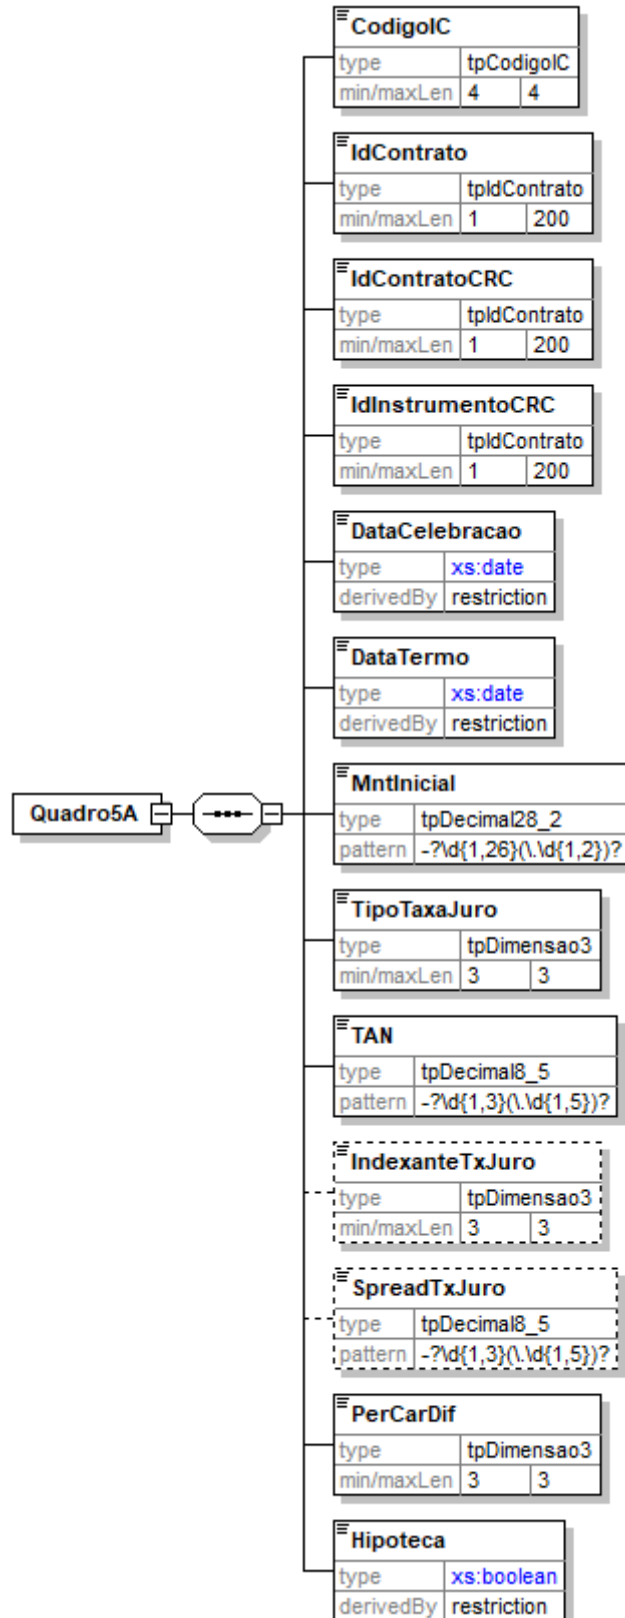 CodigoIC
type tpCodigoIC
min/maxLen 4 4
IdContrato
type tpIdContrato
min/maxLen 1 200
IdContratoCRC
type tpIdContrato
min/maxLen 1 200
IdInstrumentoCRC
type tpIdContrato
min/maxLen 1 200
DataCelebracao
type xs:date
derivedBy restriction
DataTermo
type xs:date
derivedBy restriction
Quadro5A
MntInicial
type tpDecimal28_2
pattern -?\d{1,26}(\.\d{1,2})?
TipoTaxaJuro
type tpDimensao3
min/maxLen 3 3
TAN
type tpDecimal8_5
pattern -?\d{1,3}(\.\d{1,5})?
IndexanteTxJuro
type tpDimensao3
min/maxLen 3 3
SpreadTxJuro
type tpDecimal8_5
pattern -?\d{1,3}(\.\d{1,5})?
PerCarDif
type tpDimensao3
min/maxLen 3 3
Hipoteca
type xs:boolean
derivedBy restriction